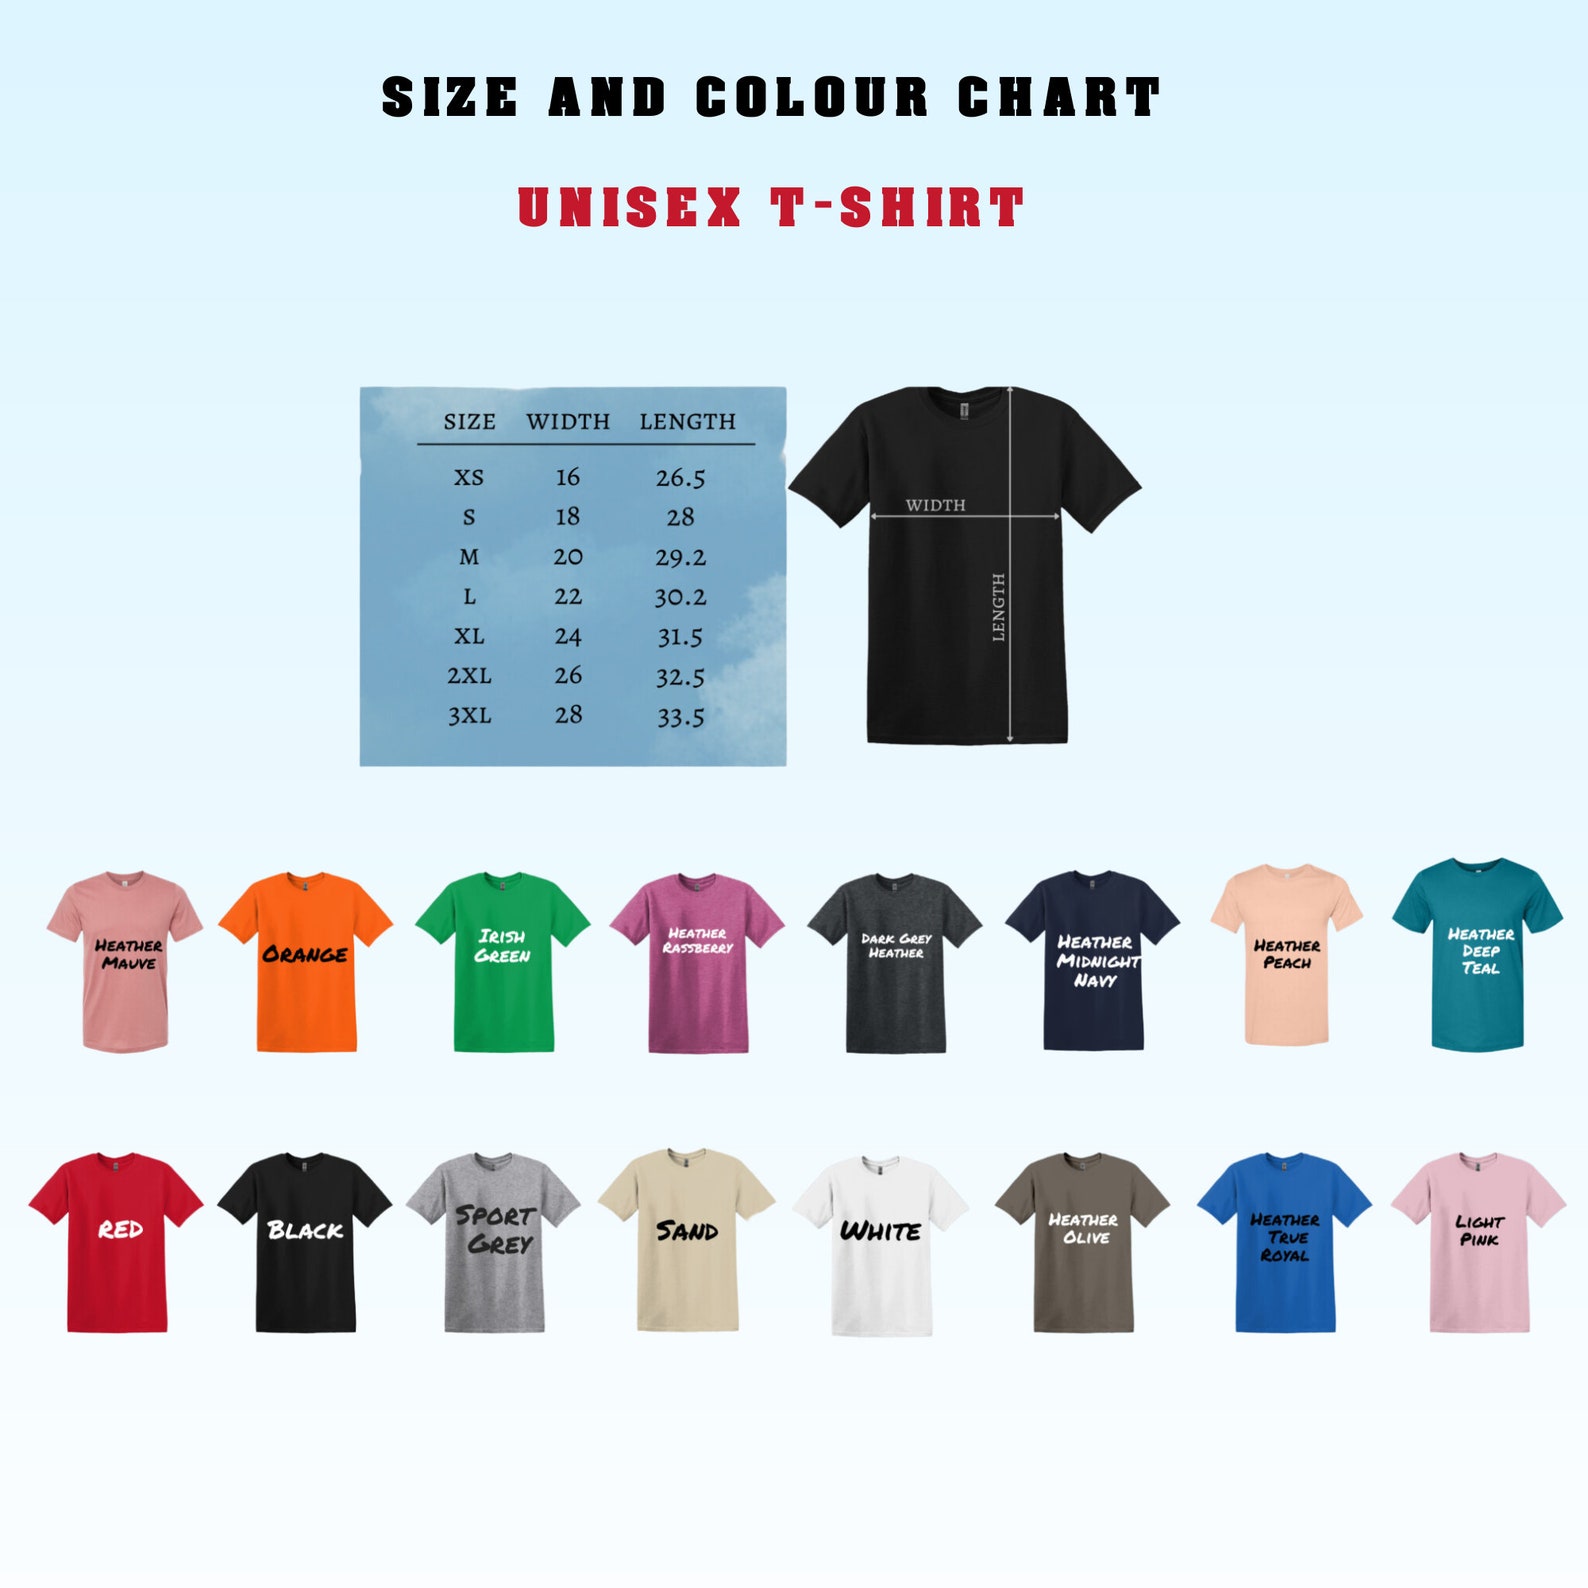 SIZE AND COLOUR CHART
UNISEX T-SHIRT
SIZE WIDTH LENGTH
XS 16 26.5
S 18 28
M 20 29.2
L 22 30.2
XL 24 31.5
2XL 26 32.5
3XL 28 33.5
WIDTH
LENGTH
Heather
Mauve
Orange
Irish
Green
Heather
Rassberry
Dark Grey
Heather
Heather
Midnight
Navy
Heather
Peach
Heather
Deep
Teal
RED
Black
Sport
Grey
Sand
White
Heather
Olive
Heather
True
Royal
Light
Pink